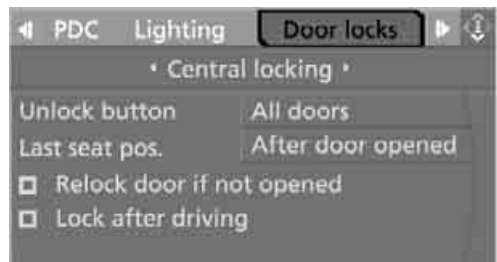 PDC Lighting Door locks
Central locking
Unlock button All doors
Last seat pos. After door opened
Relock door if not opened
Lock after driving